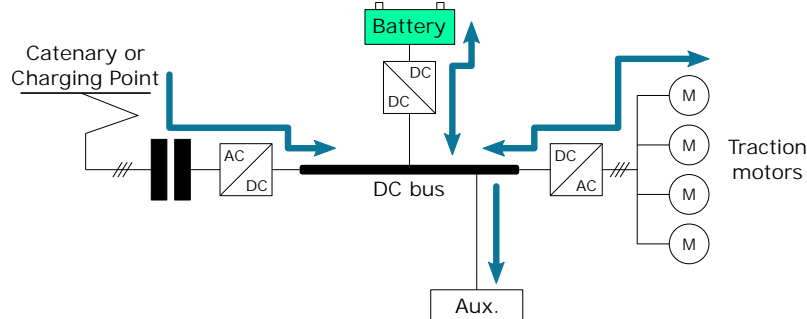 Battery
Catenary or
Charging Point
DC
DC
M
AC
DC
DC bus
DC
AC
M
Traction
motors
M
M
Aux.